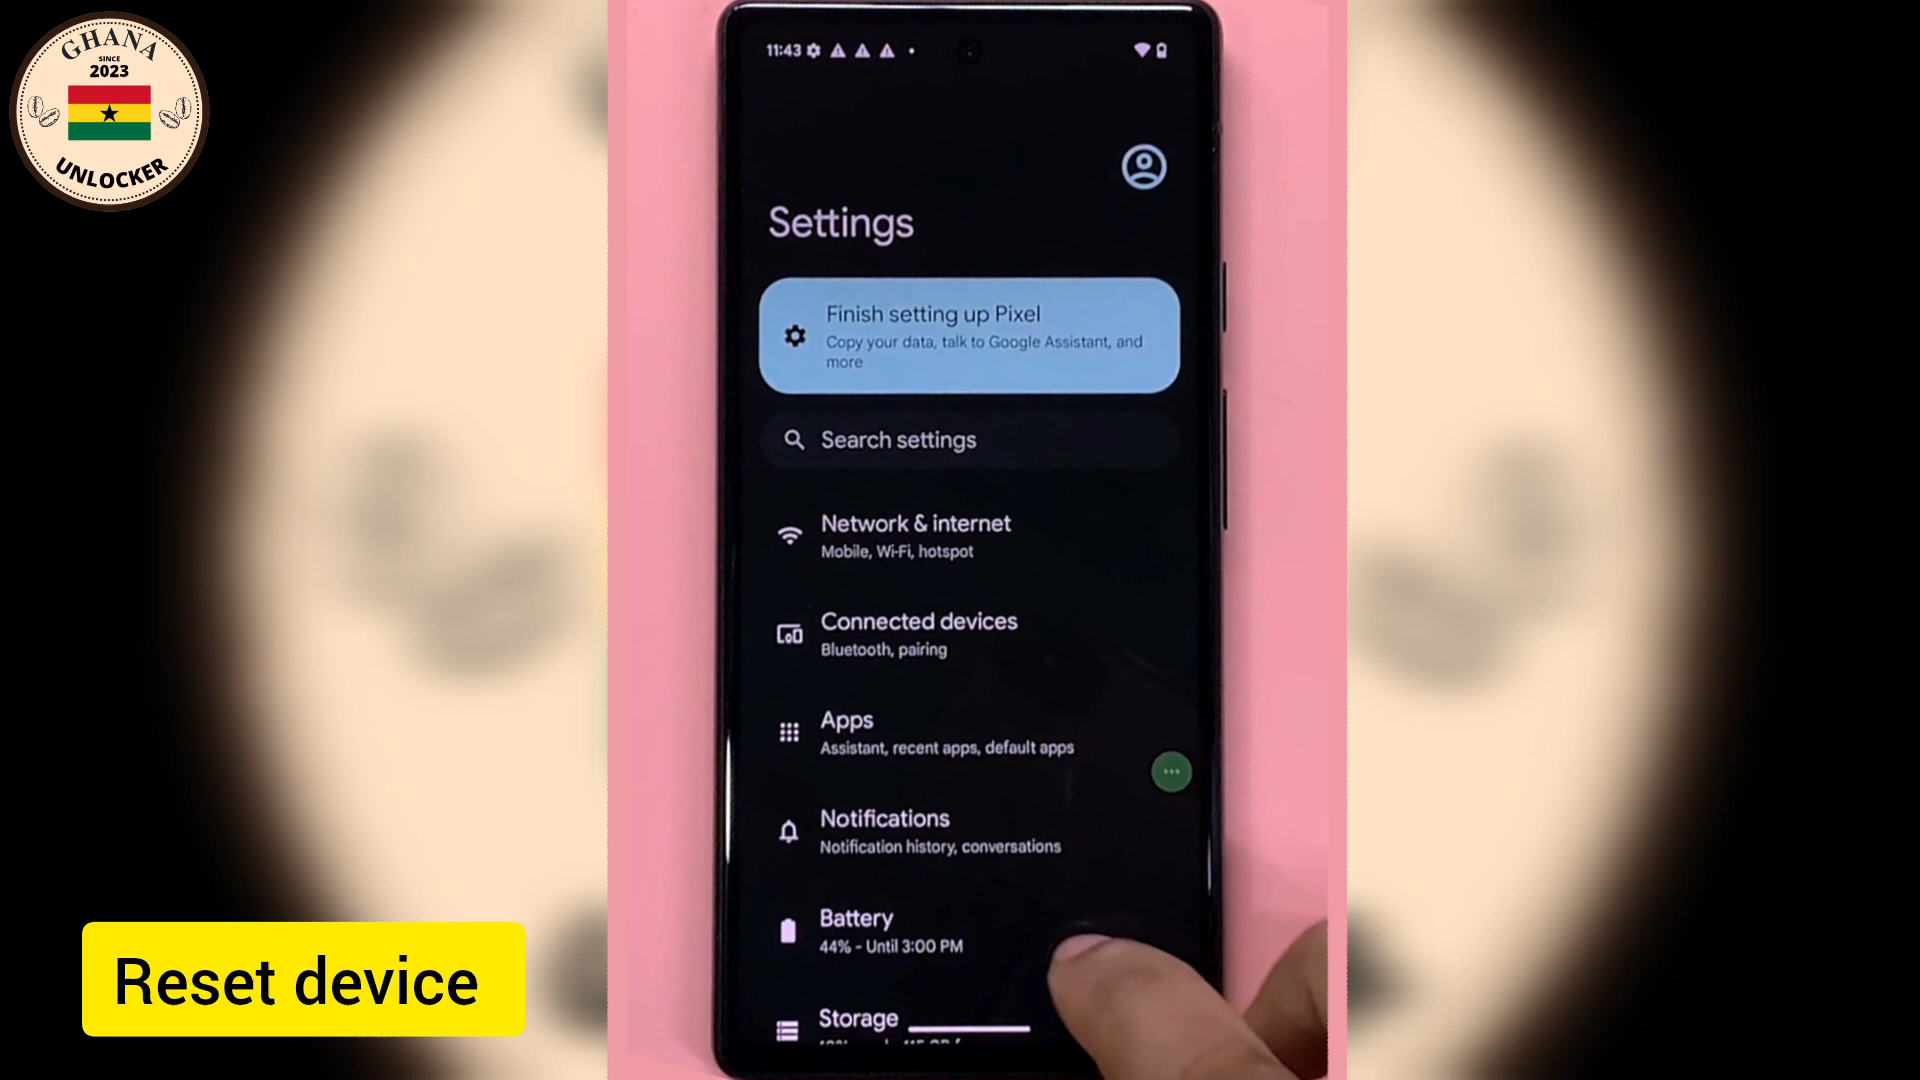 GHANA
SINCE
2023
UNLOCKER
11:43
Settings
Finish setting up Pixel
Copy your data, talk to Google Assistant, and
more
Search settings
Network & internet
Mobile, Wi-Fi, hotspot
Connected devices
Bluetooth, pairing
Apps
Assistant, recent apps, default apps
Notifications
Notification history, conversations
Battery
44% - Until 3:00 PM
Storage
Reset device